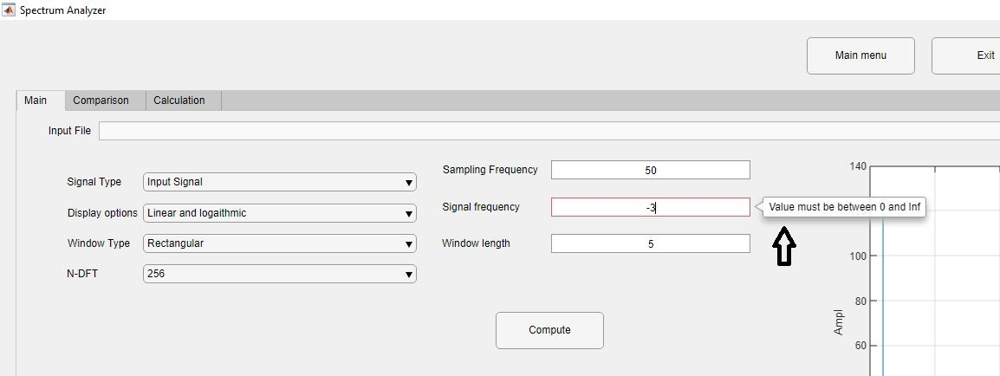 Spectrum Analyzer
Main menu
Exit
Main
Comparison
Calculation
Input File
Signal Type
Input Signal
Display options
Linear and logaithmic
Window Type
Rectangular
N-DFT
256
Sampling Frequency
50
Signal frequency
-3
Value must be between 0 and Inf
Window length
5
Compute
140
100
80
60
Ampl